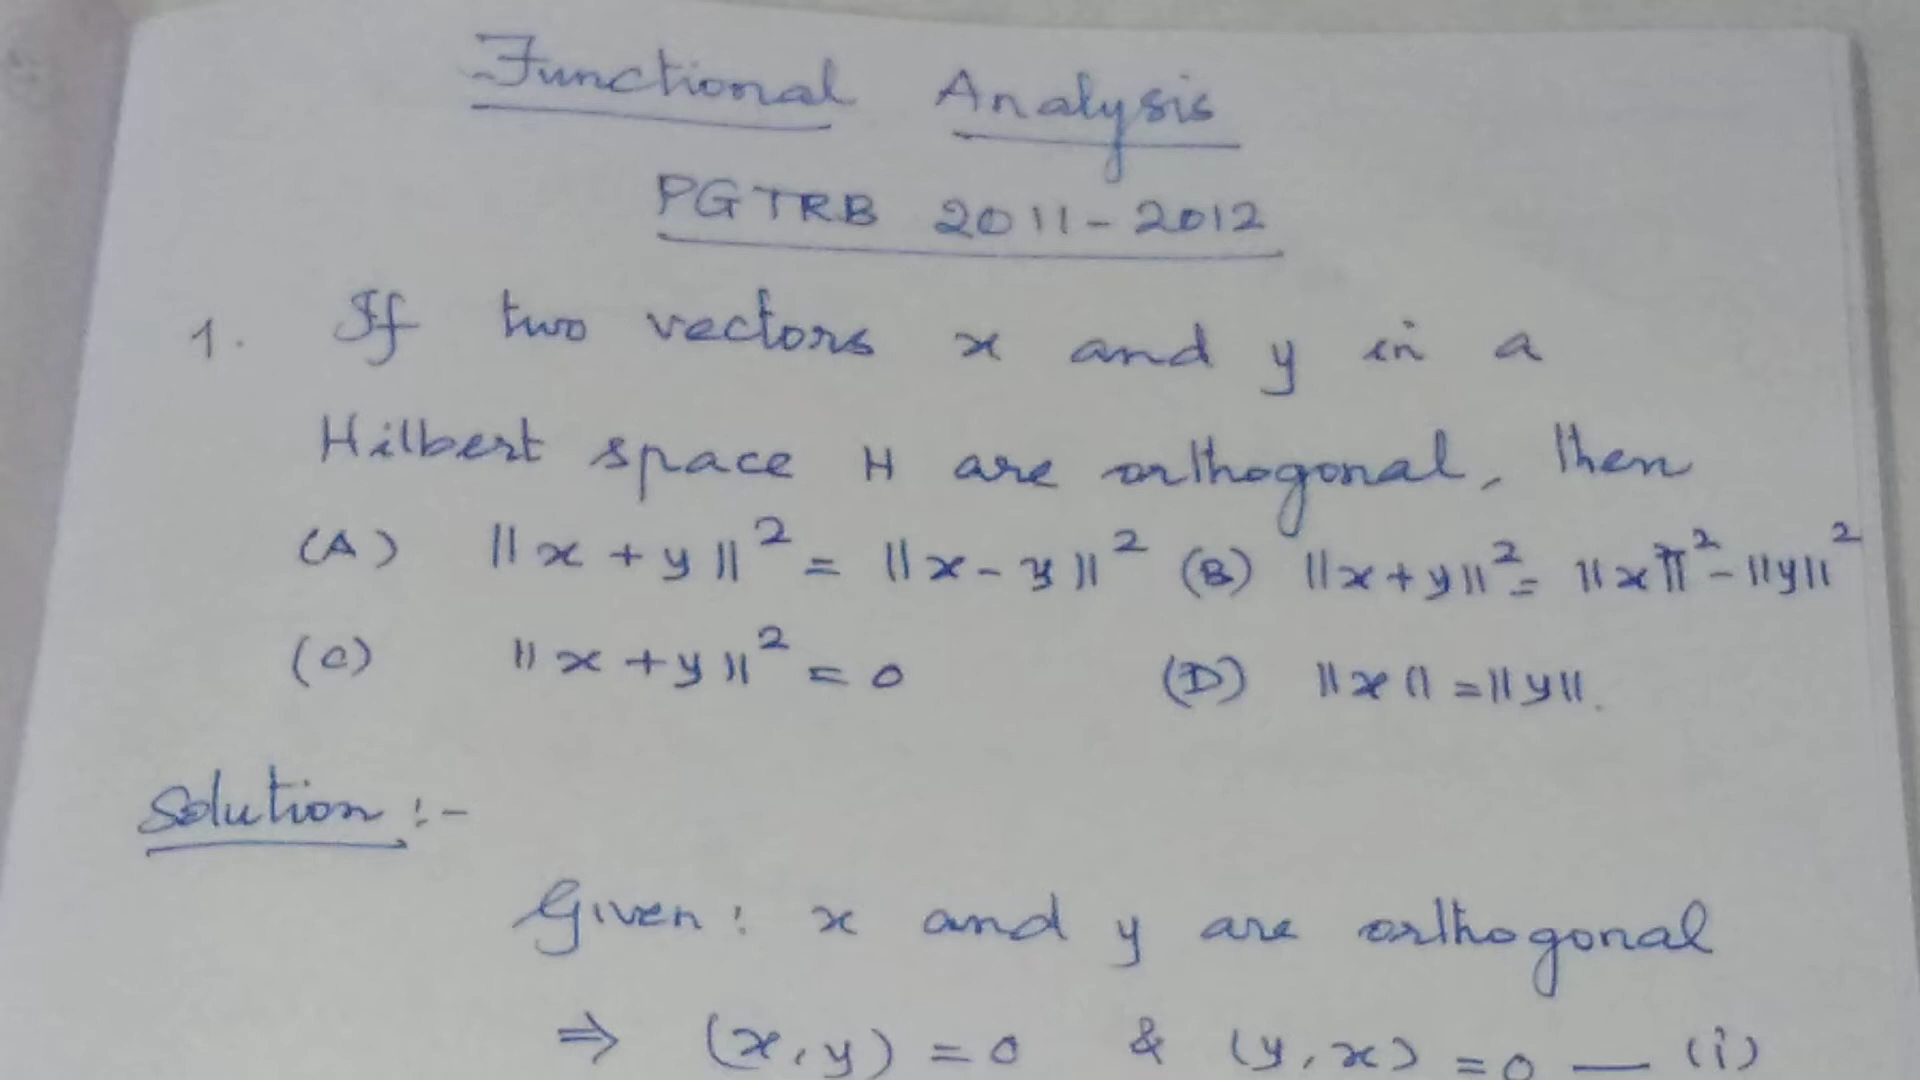 Functional Analysis
PGTRB 2011-2012
1. If two vectors x and y in a
Hilbert space H are orthogonal, then
(A) ||x+y||² = ||x-y||² (B) ||x+y||² = ||x||² - ||y||²
(C) ||x+y||² = 0 (D) ||x|| = ||y||.
Solution :-
Given: x and y are orthogonal
⇒ (x,y) = 0 & (y,x) = 0 — (i)